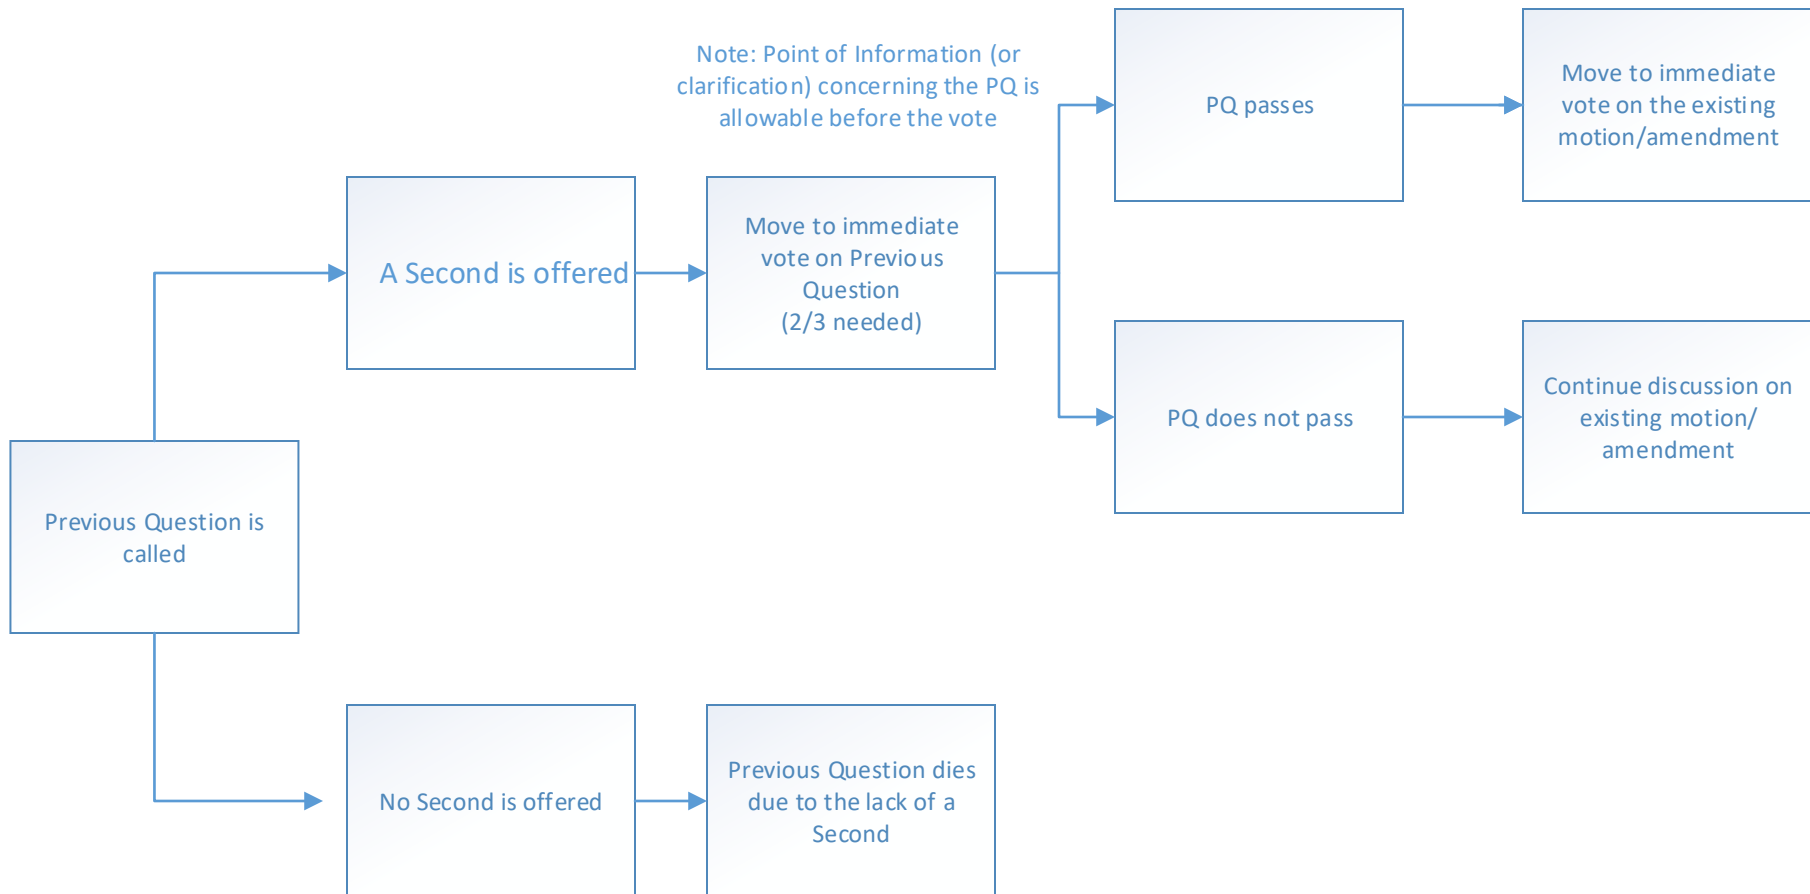 Note: Point of Information (or
clarification) concerning the PQ is
allowable before the vote
PQ passes
Move to immediate
vote on the existing
motion/amendment
A Second is offered
Move to immediate
vote on Previous
Question
(2/3 needed)
PQ does not pass
Continue discussion on
existing motion/
amendment
Previous Question is
called
No Second is offered
Previous Question dies
due to the lack of a
Second